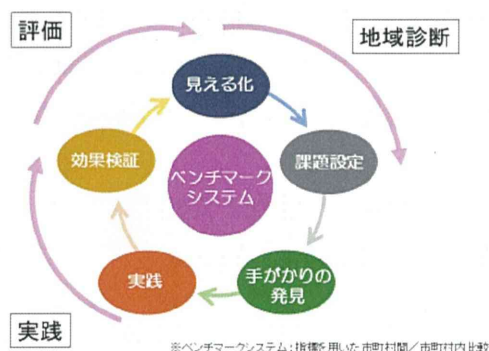 評価
地域診断
見える化
効果検証
課題設定
ベンチマーク
システム
実践
手がかりの
発見
実践
※ベンチマークシステム：指標を用いた市町村間／市町村内比較